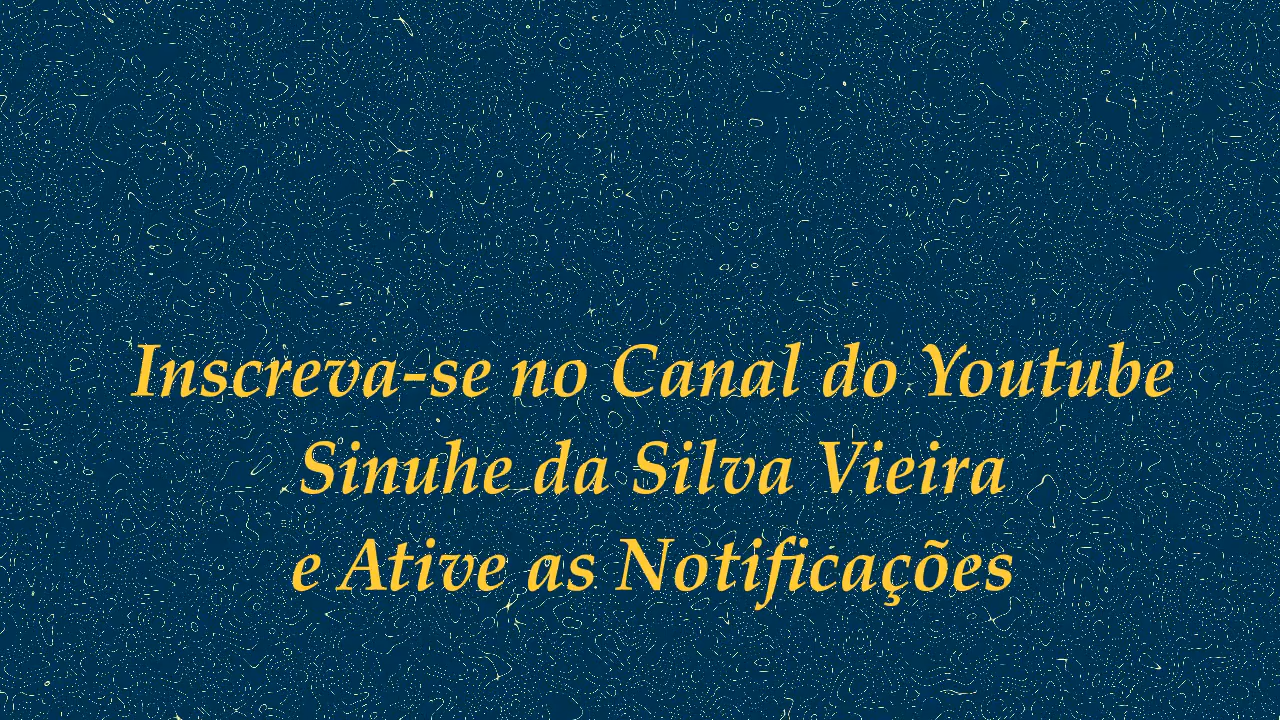 Inscreva-se no Canal do Youtube
Sinuhe da Silva Vieira
e Ative as Notificações